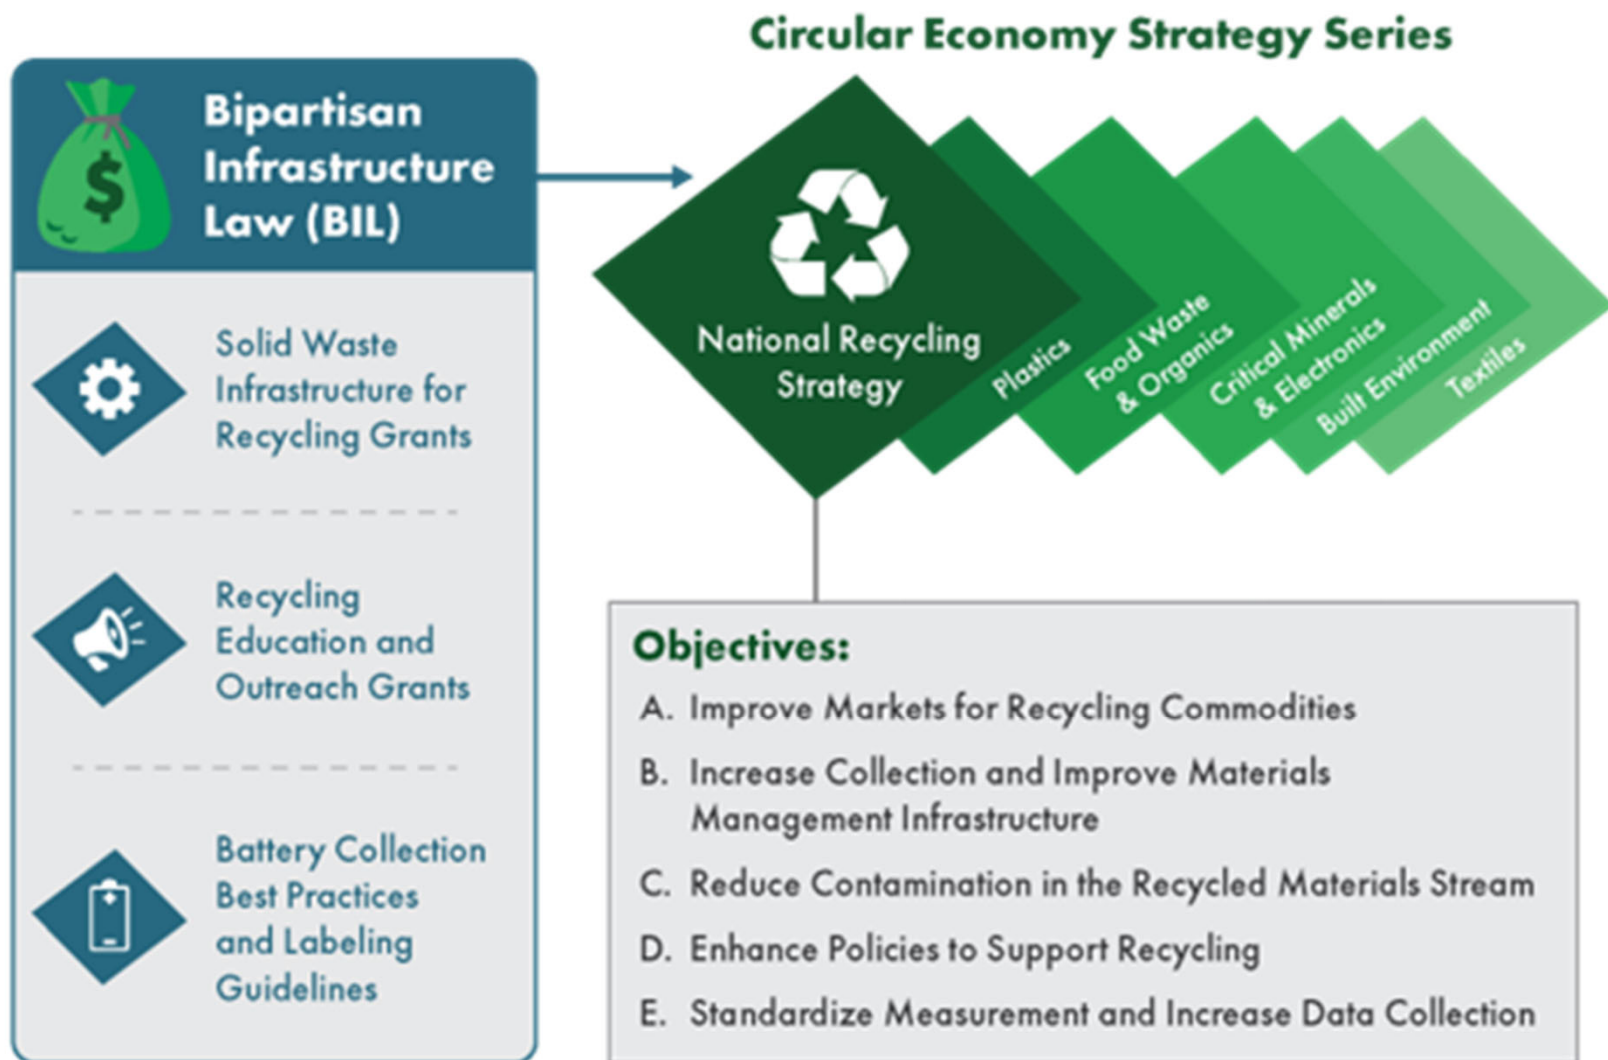 Circular Economy Strategy Series
Bipartisan
Infrastructure
Law (BIL)
$
Solid Waste
Infrastructure for
Recycling Grants
Recycling
Education and
Outreach Grants
Battery Collection
Best Practices
and Labeling
Guidelines
National Recycling
Strategy
Plastics
Food Waste
& Organics
Critical Minerals
& Electronics
Built Environment
Textiles
Objectives:
A. Improve Markets for Recycling Commodities
B. Increase Collection and Improve Materials
Management Infrastructure
C. Reduce Contamination in the Recycled Materials Stream
D. Enhance Policies to Support Recycling
E. Standardize Measurement and Increase Data Collection